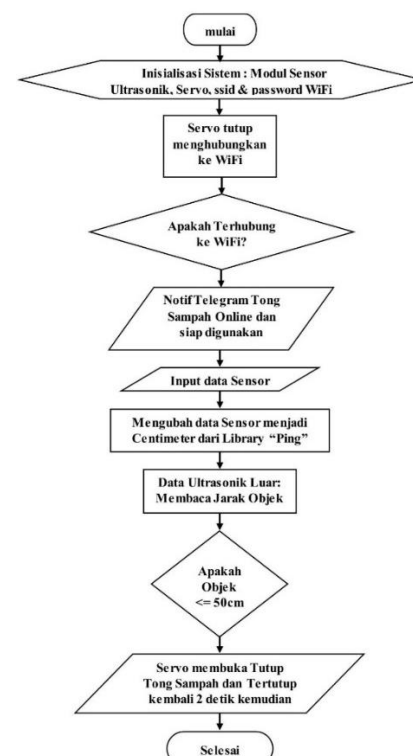 mulai
Inisialisasi Sistem : Modul Sensor
Ultrasonik, Servo, ssid & password WiFi
Servo tutup
menghubungkan
ke WiFi
Apakah Terhubung
ke WiFi?
Notif Telegram Tong
Sampah Online dan
siap digunakan
Input data Sensor
Mengubah data Sensor menjadi
Centimeter dari Library “Ping”
Data Ultrasonik Luar:
Membaca Jarak Objek
Apakah
Objek
<= 50cm
Servo membuka Tutup
Tong Sampah dan Tertutup
kembali 2 detik kemudian
Selesai